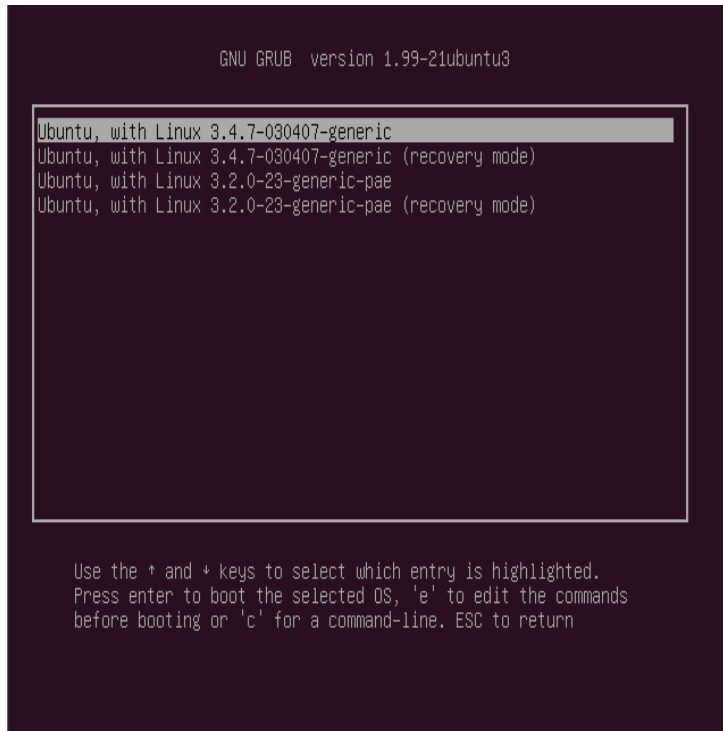 GNU GRUB  version 1.99-21ubuntu3
Ubuntu, with Linux 3.4.7-030407-generic
Ubuntu, with Linux 3.4.7-030407-generic (recovery mode)
Ubuntu, with Linux 3.2.0-23-generic-pae
Ubuntu, with Linux 3.2.0-23-generic-pae (recovery mode)
Use the ↑ and ↓ keys to select which entry is highlighted.
Press enter to boot the selected OS, 'e' to edit the commands
before booting or 'c' for a command-line. ESC to return